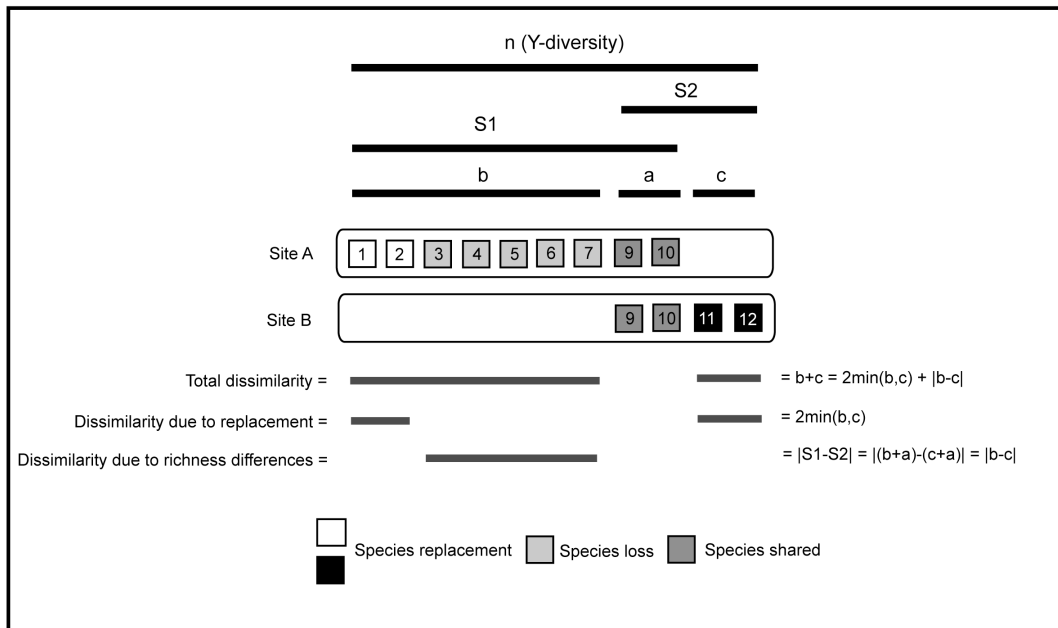 n (Y-diversity)
S2
S1
b a c
Site A 1 2 3 4 5 6 7 9 10
Site B 9 10 11 12
Total dissimilarity = = b+c = 2min(b,c) + |b-c|
Dissimilarity due to replacement = = 2min(b,c)
Dissimilarity due to richness differences = = |S1-S2| = |(b+a)-(c+a)| = |b-c|
Species replacement Species loss Species shared